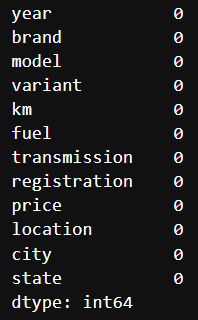 year 0
brand 0
model 0
variant 0
km 0
fuel 0
transmission 0
registration 0
price 0
location 0
city 0
state 0
dtype: int64